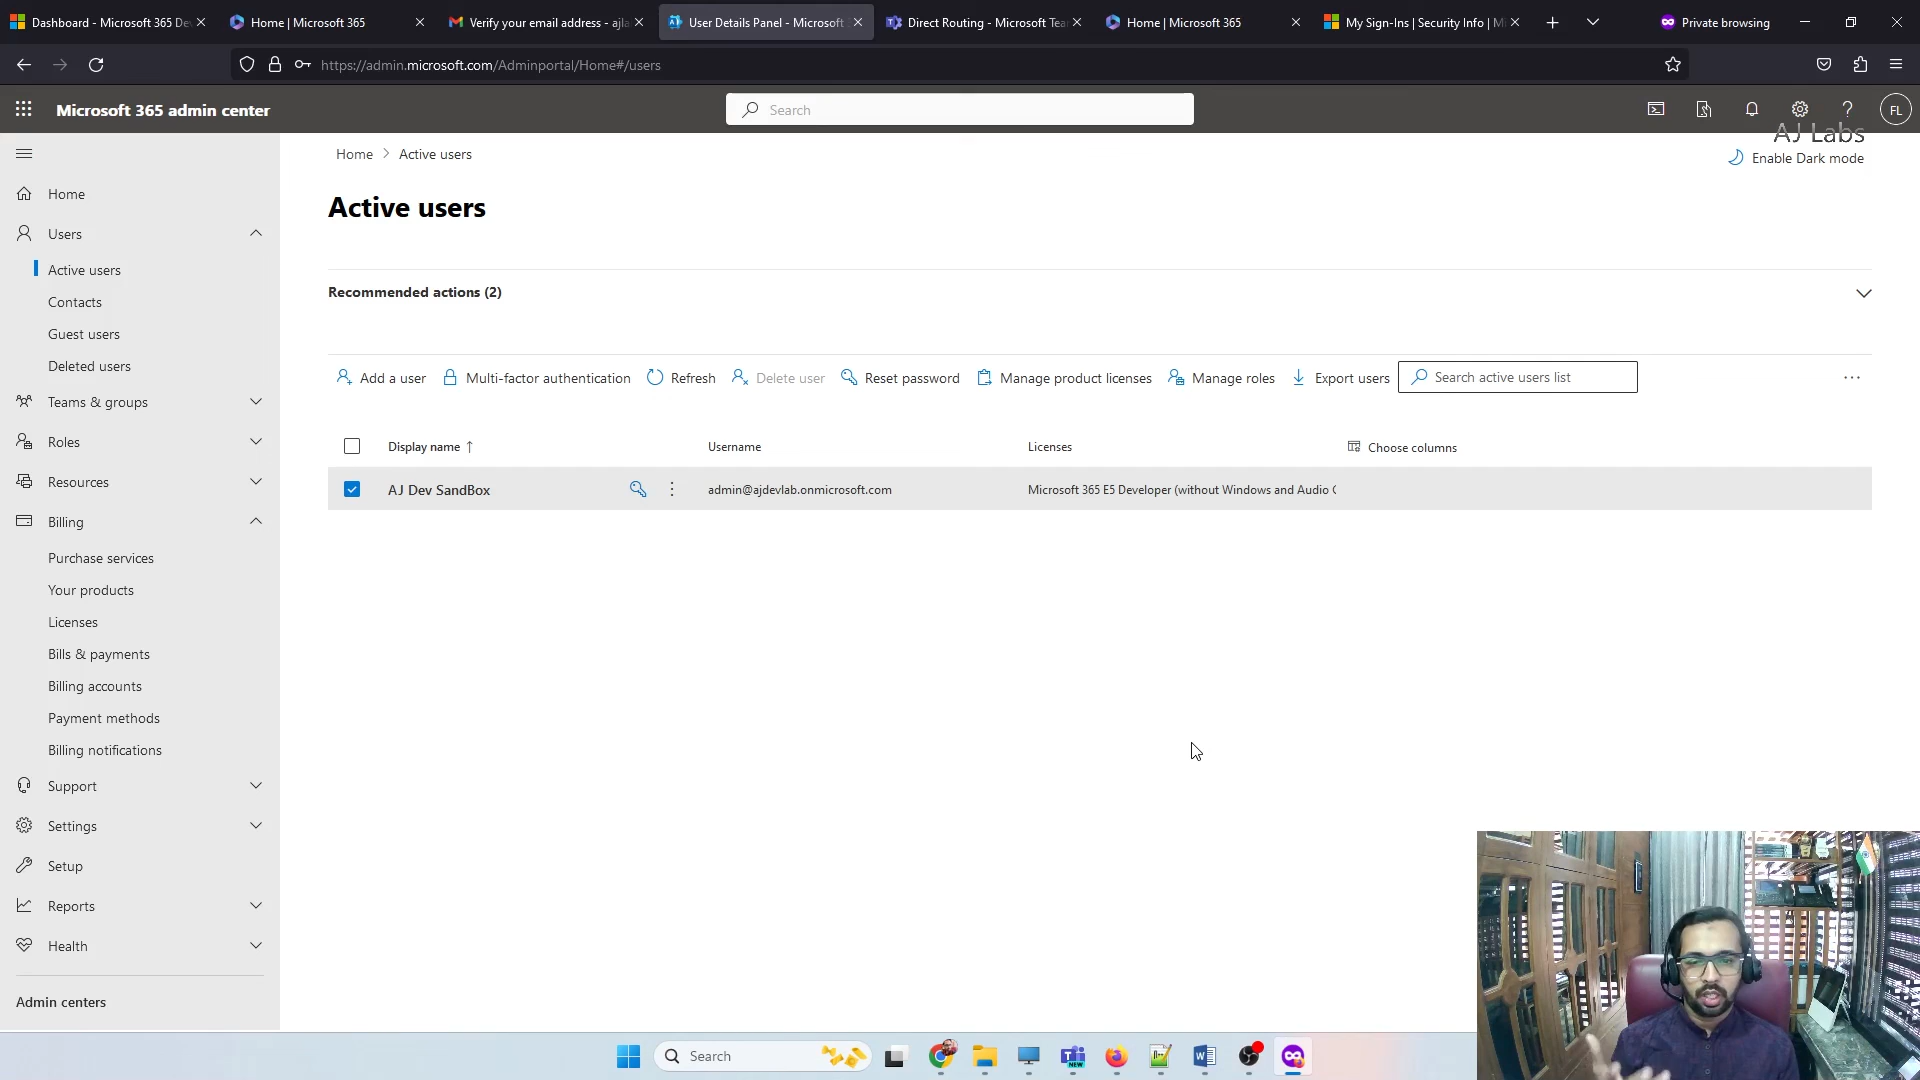 Dashboard - Microsoft 365 De
Home | Microsoft 365
Verify your email address - ajla
User Details Panel - Microsoft 3
Direct Routing - Microsoft Tea
Home | Microsoft 365
My Sign-Ins | Security Info | Mi
Private browsing
https://admin.microsoft.com/Adminportal/Home#/users
Microsoft 365 admin center
Search
FL
AJ Labs
Home > Active users
Enable Dark mode
Home
Users
Active users
Contacts
Guest users
Deleted users
Teams & groups
Roles
Resources
Billing
Purchase services
Your products
Licenses
Bills & payments
Billing accounts
Payment methods
Billing notifications
Support
Settings
Setup
Reports
Health
Admin centers
Active users
Recommended actions (2)
Add a user
Multi-factor authentication
Refresh
Delete user
Reset password
Manage product licenses
Manage roles
Export users
Search active users list
Display name ↑
Username
Licenses
Choose columns
AJ Dev SandBox
admin@ajdevlab.onmicrosoft.com
Microsoft 365 E5 Developer (without Windows and Audio C
Search
NEW